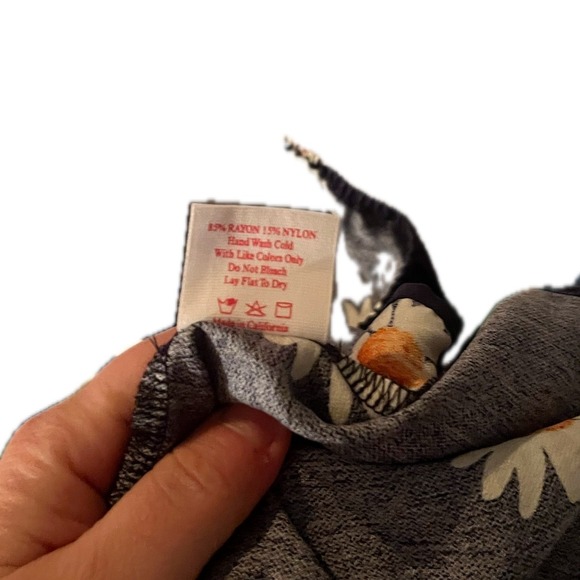 85% RAYON 15% NYLON
Hand Wash Cold
With Like Colors Only
Do Not Bleach
Lay Flat To Dry
Made in California